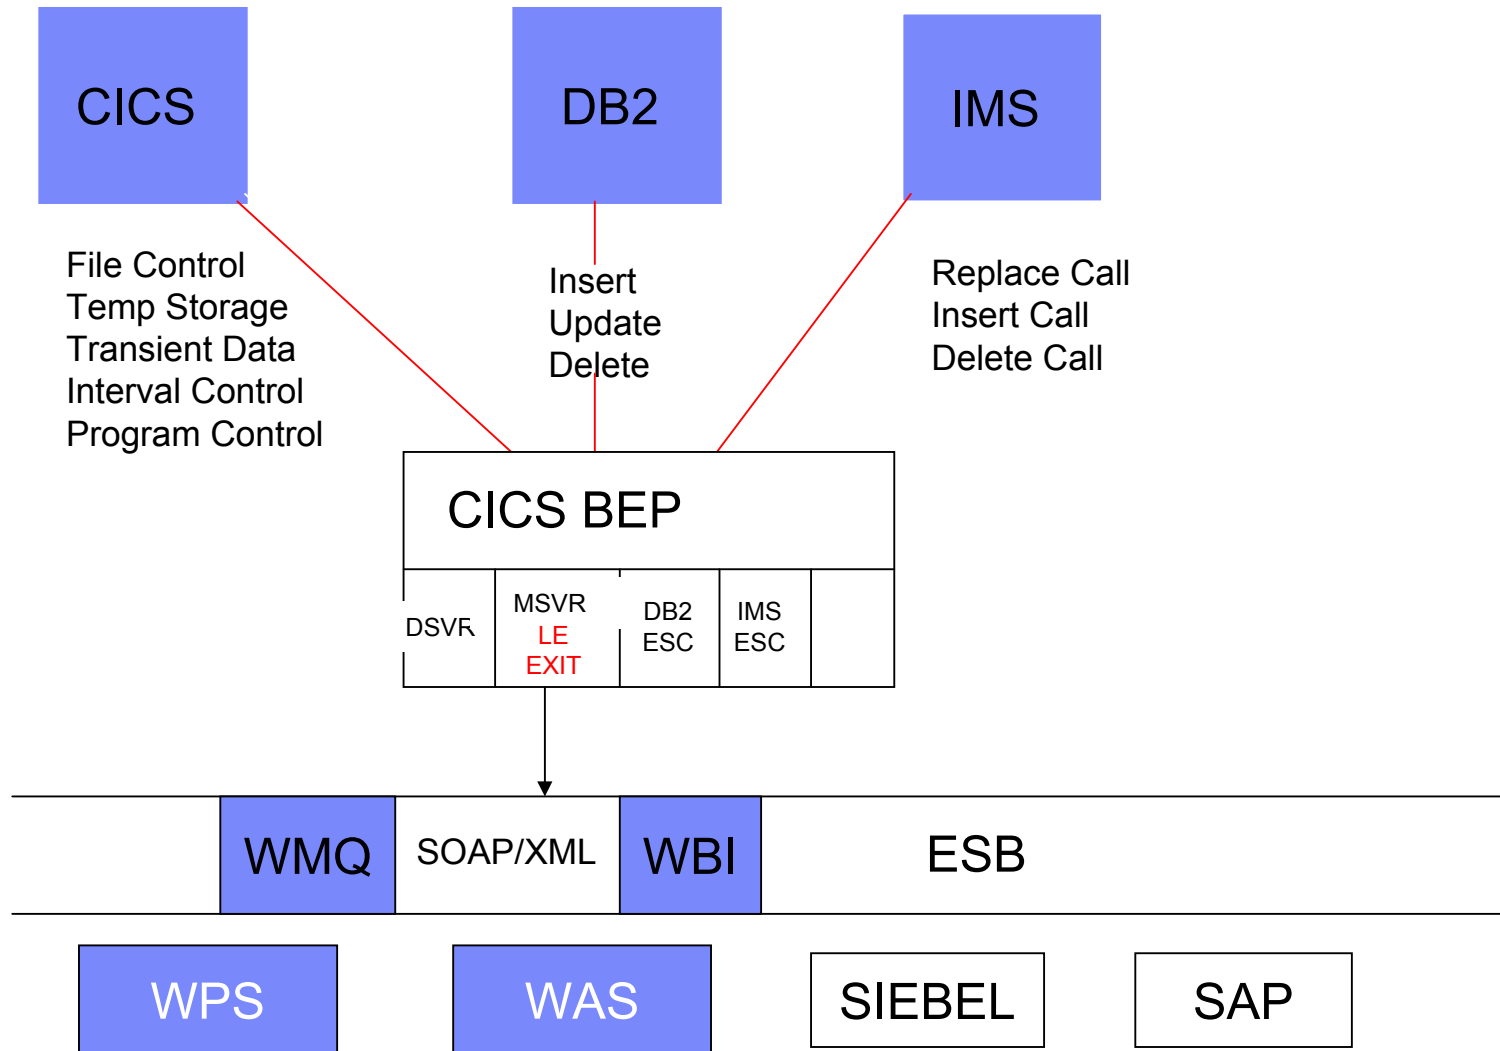 CICS
DB2
IMS
File Control
Temp Storage
Transient Data
Interval Control
Program Control
Insert
Update
Delete
Replace Call
Insert Call
Delete Call
CICS BEP
DSVR
MSVR
LE
EXIT
DB2
ESC
IMS
ESC
WMQ
SOAP/XML
WBI
ESB
WPS
WAS
SIEBEL
SAP